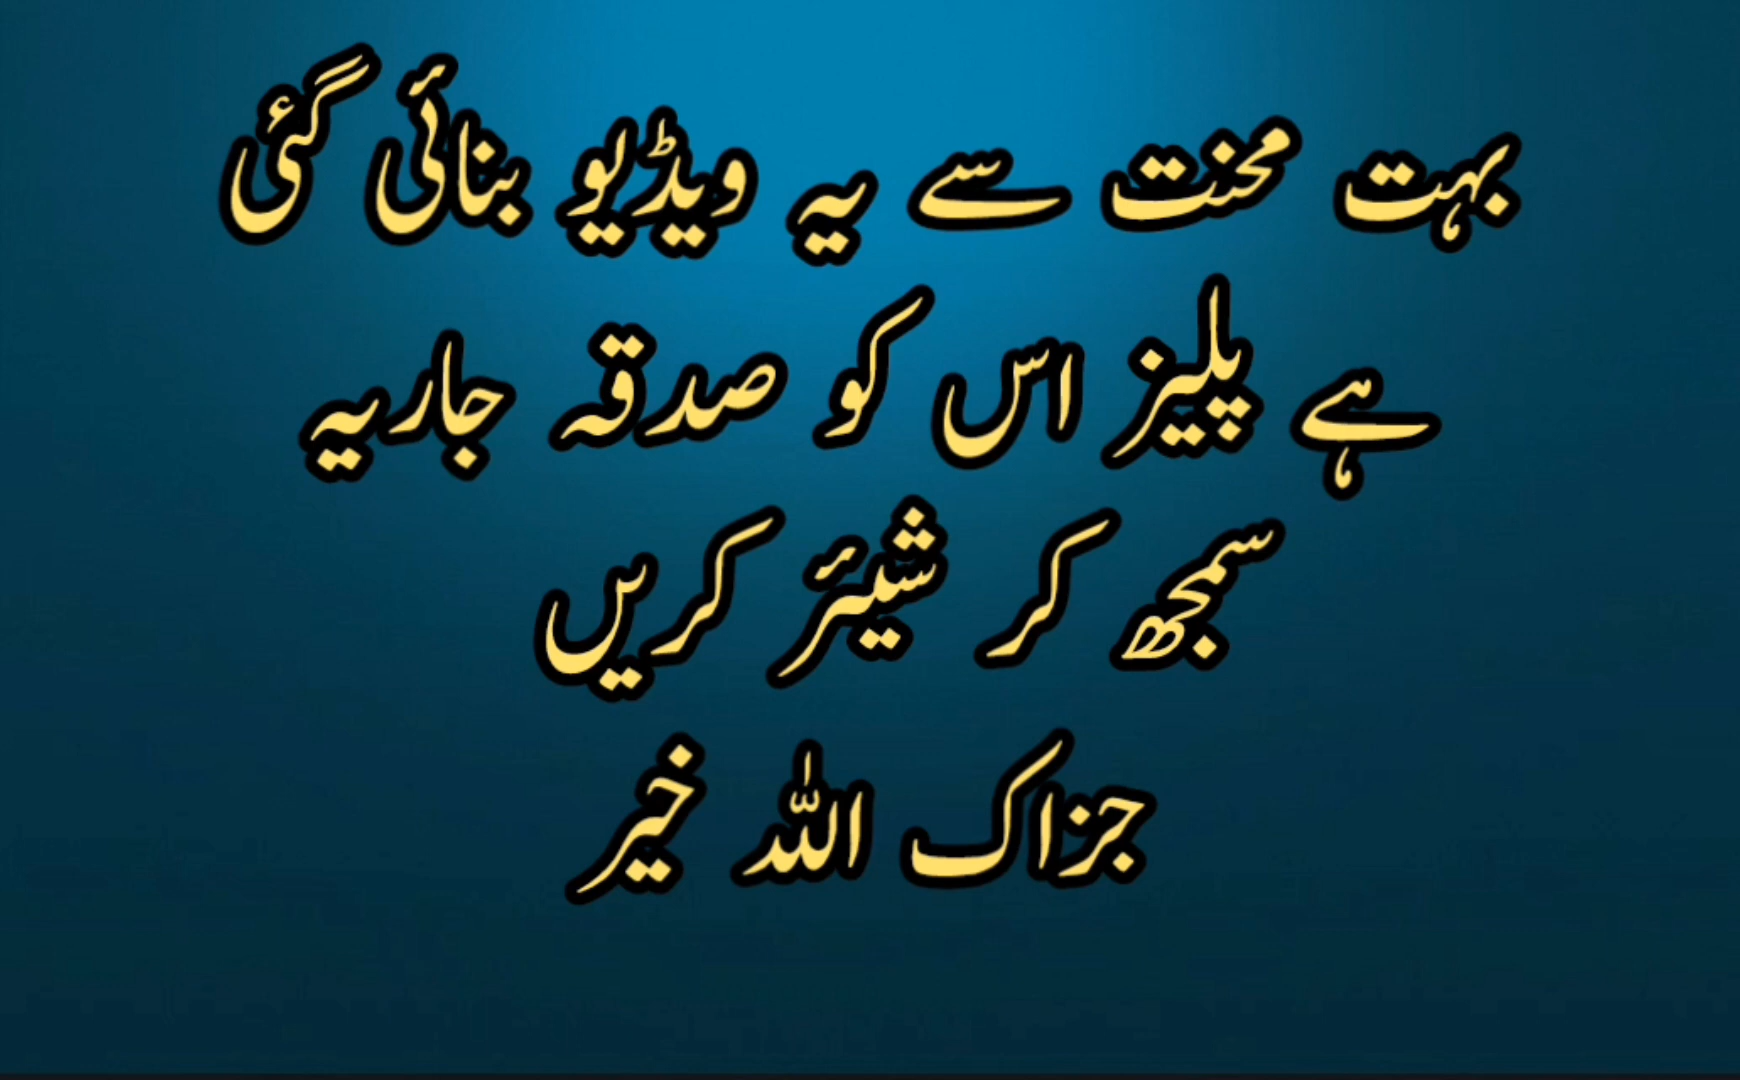 بہت محنت سے یہ ویڈیو بنائی گئی
ہے پلیز اسّ کو صدقہ جاریہ
سمجھ کر شیئر کریں
جزاک اللہ خیر